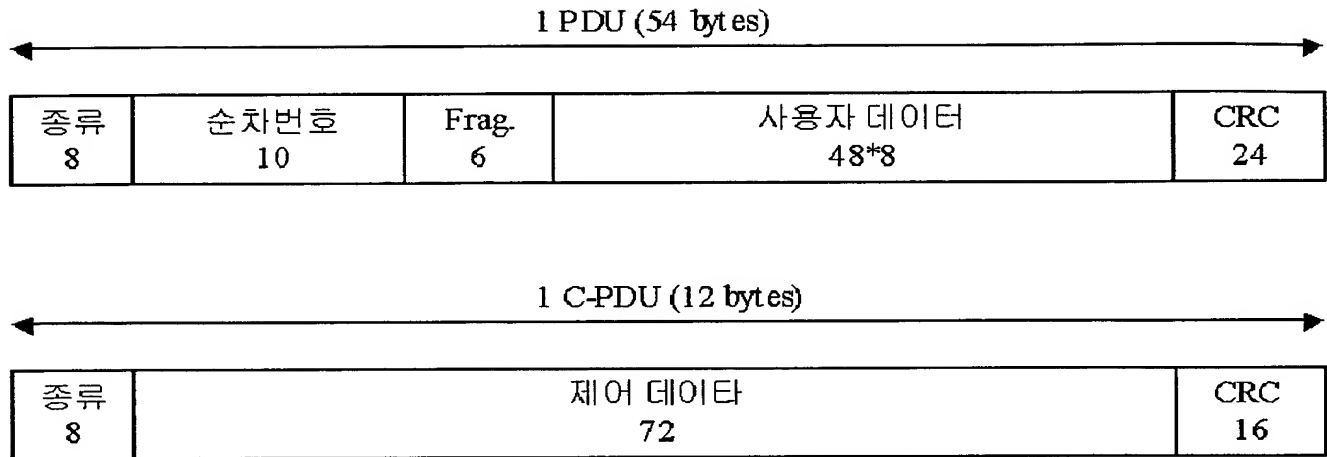 1 PDU (54 bytes)
종류 순차번호 Frag. 사용자 데이터 CRC
8 10 6 48*8 24
1 C-PDU (12 bytes)
종류 제어 데이타 CRC
8 72 16